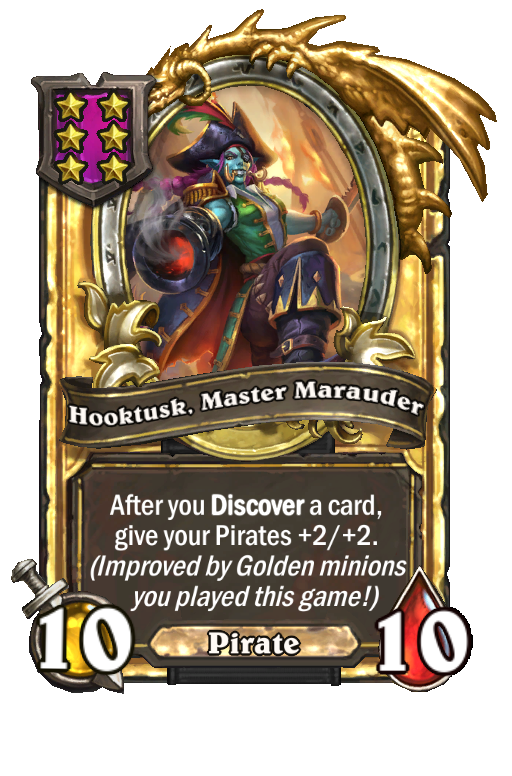 Hooktusk, Master Marauder
After you Discover a card,
give your Pirates +2/+2.
(Improved by Golden minions
you played this game!)
10
Pirate
10